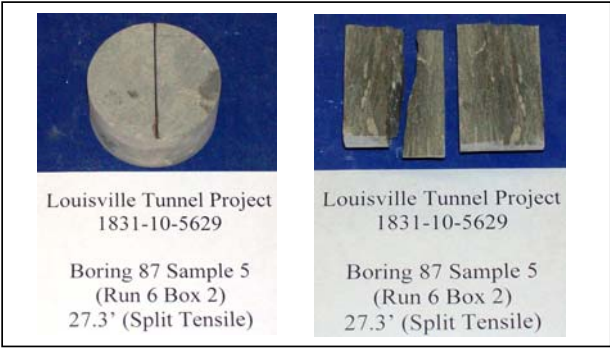 Louisville Tunnel Project
1831-10-5629
Boring 87 Sample 5
(Run 6 Box 2)
27.3' (Split Tensile)
Louisville Tunnel Project
1831-10-5629
Boring 87 Sample 5
(Run 6 Box 2)
27.3' (Split Tensile)